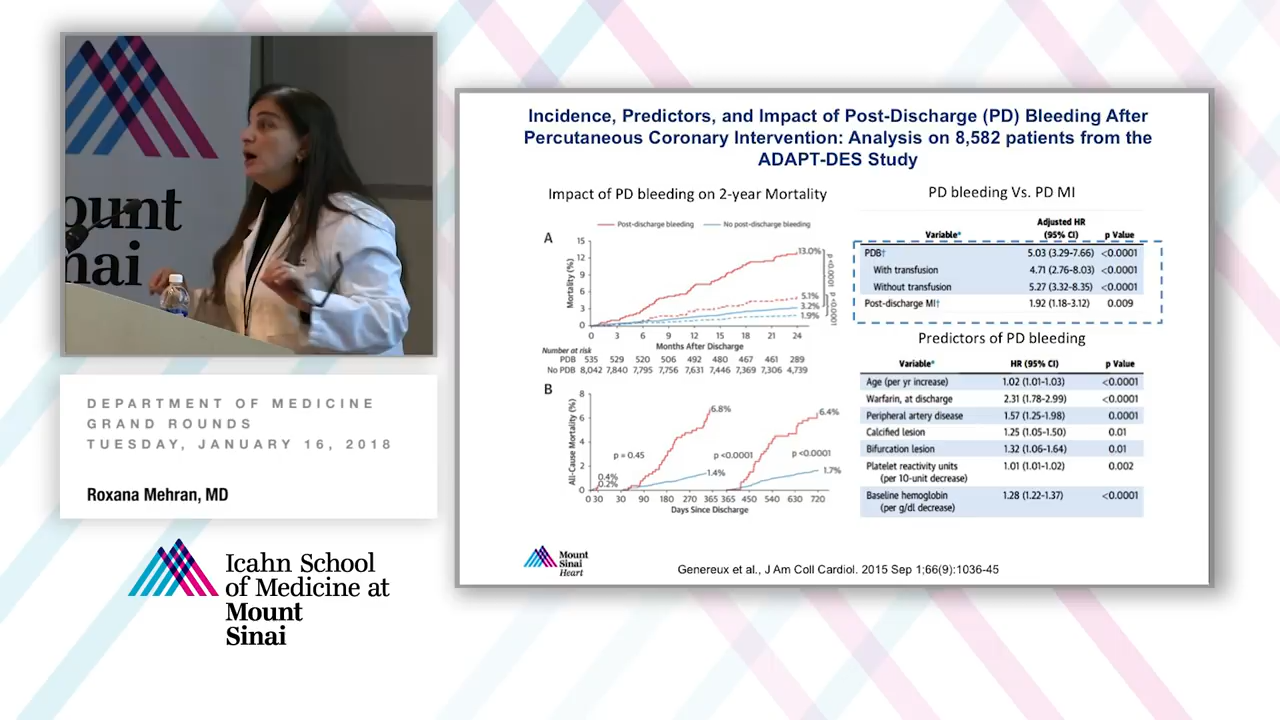 ount
nai
DEPARTMENT OF MEDICINE
GRAND ROUNDS
TUESDAY, JANUARY 16, 2018
Roxana Mehran, MD
Icahn School
of Medicine at
Mount
Sinai
Incidence, Predictors, and Impact of Post-Discharge (PD) Bleeding After
Percutaneous Coronary Intervention: Analysis on 8,582 patients from the
ADAPT-DES Study
Impact of PD bleeding on 2-year Mortality
Post-discharge bleeding No post-discharge bleeding
A
Mortality (%)
15
12
9
6
3
0
13.0%
5.1%
3.2%
1.9%
p <0.0001
p <0.0001
0 3 6 9 12 15 18 21 24
Months After Discharge
Number at risk
PDB 535 529 520 506 492 480 467 461 289
No PDB 8,042 7,840 7,795 7,756 7,631 7,446 7,369 7,306 4,739
B
All-Cause Mortality (%)
8
6
4
2
0
6.8%
6.4%
p = 0.45 p <0.0001 p <0.0001
0.4%
0.2%
1.4%
1.7%
0 30 30 90 180 270 365 365 450 540 630 720
Days Since Discharge
PD bleeding Vs. PD MI
Variable* Adjusted HR (95% CI) p Value
PDB† 5.03 (3.29-7.66) <0.0001
With transfusion 4.71 (2.76-8.03) <0.0001
Without transfusion 5.27 (3.32-8.35) <0.0001
Post-discharge MI† 1.92 (1.18-3.12) 0.009
Predictors of PD bleeding
Variable* HR (95% CI) p Value
Age (per yr increase) 1.02 (1.01-1.03) <0.0001
Warfarin, at discharge 2.31 (1.78-2.99) <0.0001
Peripheral artery disease 1.57 (1.25-1.98) 0.0001
Calcified lesion 1.25 (1.05-1.50) 0.01
Bifurcation lesion 1.32 (1.06-1.64) 0.01
Platelet reactivity units 1.01 (1.01-1.02) 0.002
(per 10-unit decrease)
Baseline hemoglobin 1.28 (1.22-1.37) <0.0001
(per g/dl decrease)
Mount
Sinai
Heart
Genereux et al., J Am Coll Cardiol. 2015 Sep 1;66(9):1036-45